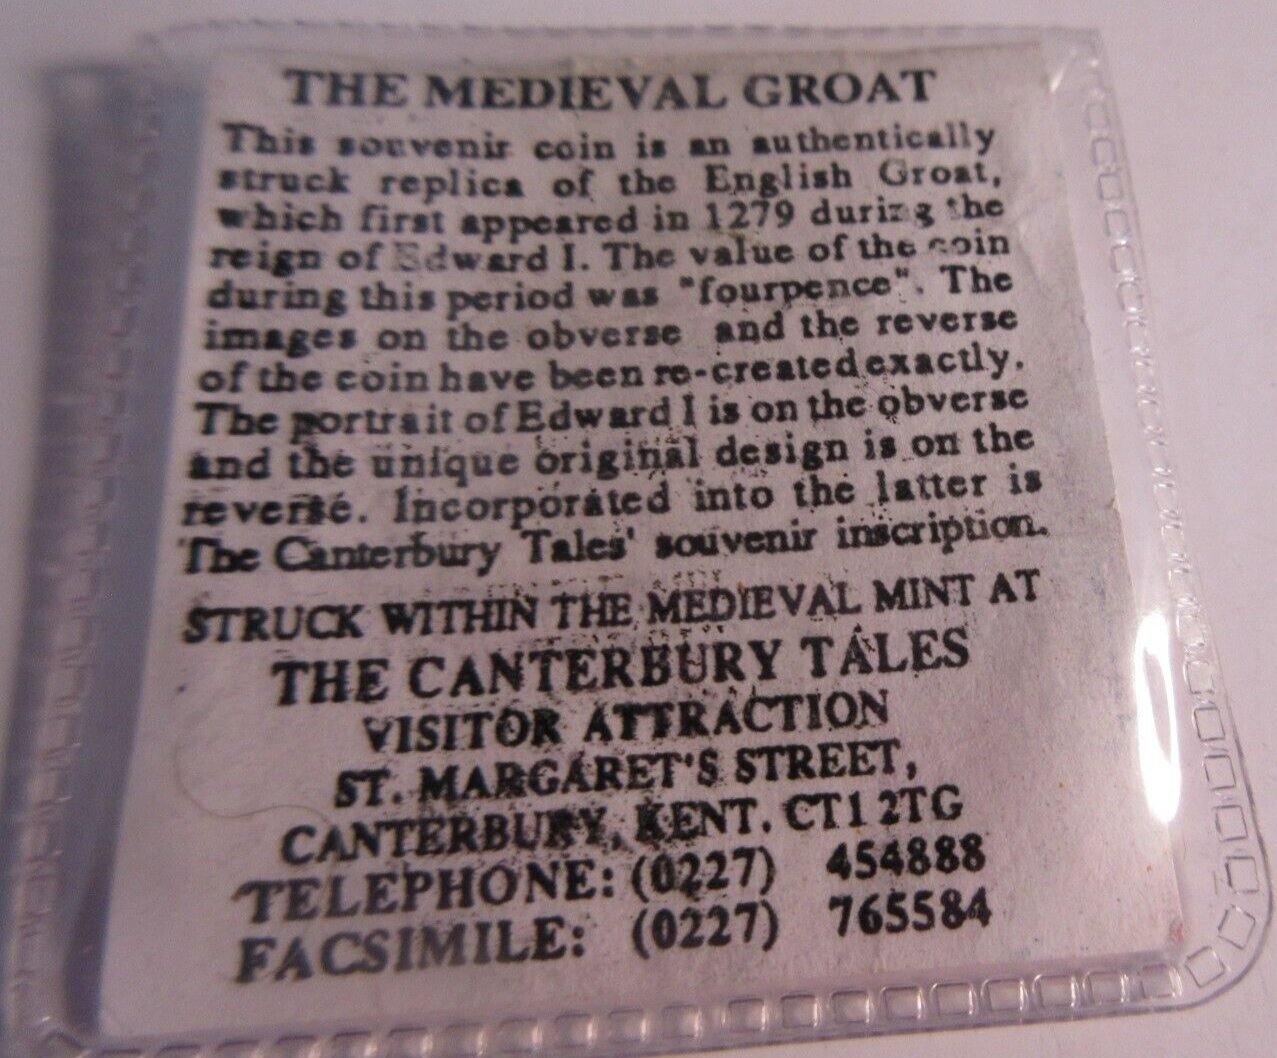 THE MEDIEVAL GROAT
This souvenir coin is an authentically
struck replica of the English Groat,
which first appeared in 1279 during the
reign of Edward I. The value of the coin
during this period was "fourpence". The
images on the obverse and the reverse
of the coin have been re-created exactly.
The portrait of Edward I is on the obverse
and the unique original design is on the
reverse. Incorporated into the latter is
The Canterbury Tales' souvenir inscription.
STRUCK WITHIN THE MEDIEVAL MINT AT
THE CANTERBURY TALES
VISITOR ATTRACTION
ST. MARGARET'S STREET,
CANTERBURY, KENT. CT1 2TG
TELEPHONE: (0227) 454888
FACSIMILE: (0227) 765584